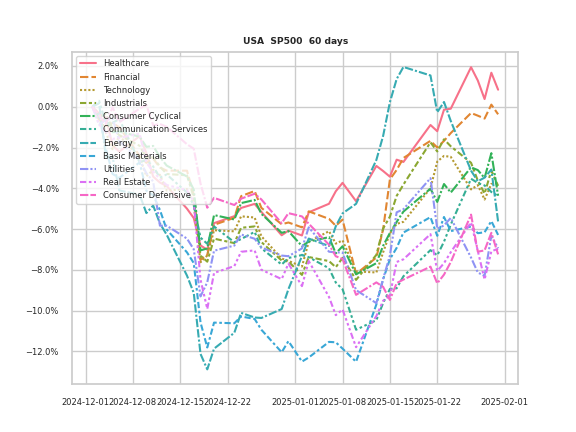 USA  SP500  60 days
2.0%
0.0%
−2.0%
−4.0%
−6.0%
−8.0%
−10.0%
−12.0%
Healthcare
Financial
Technology
Industrials
Consumer Cyclical
Communication Services
Energy
Basic Materials
Utilities
Real Estate
Consumer Defensive
2024-12-01 2024-12-08 2024-12-15 2024-12-22 2025-01-01 2025-01-08 2025-01-15 2025-01-22 2025-02-01